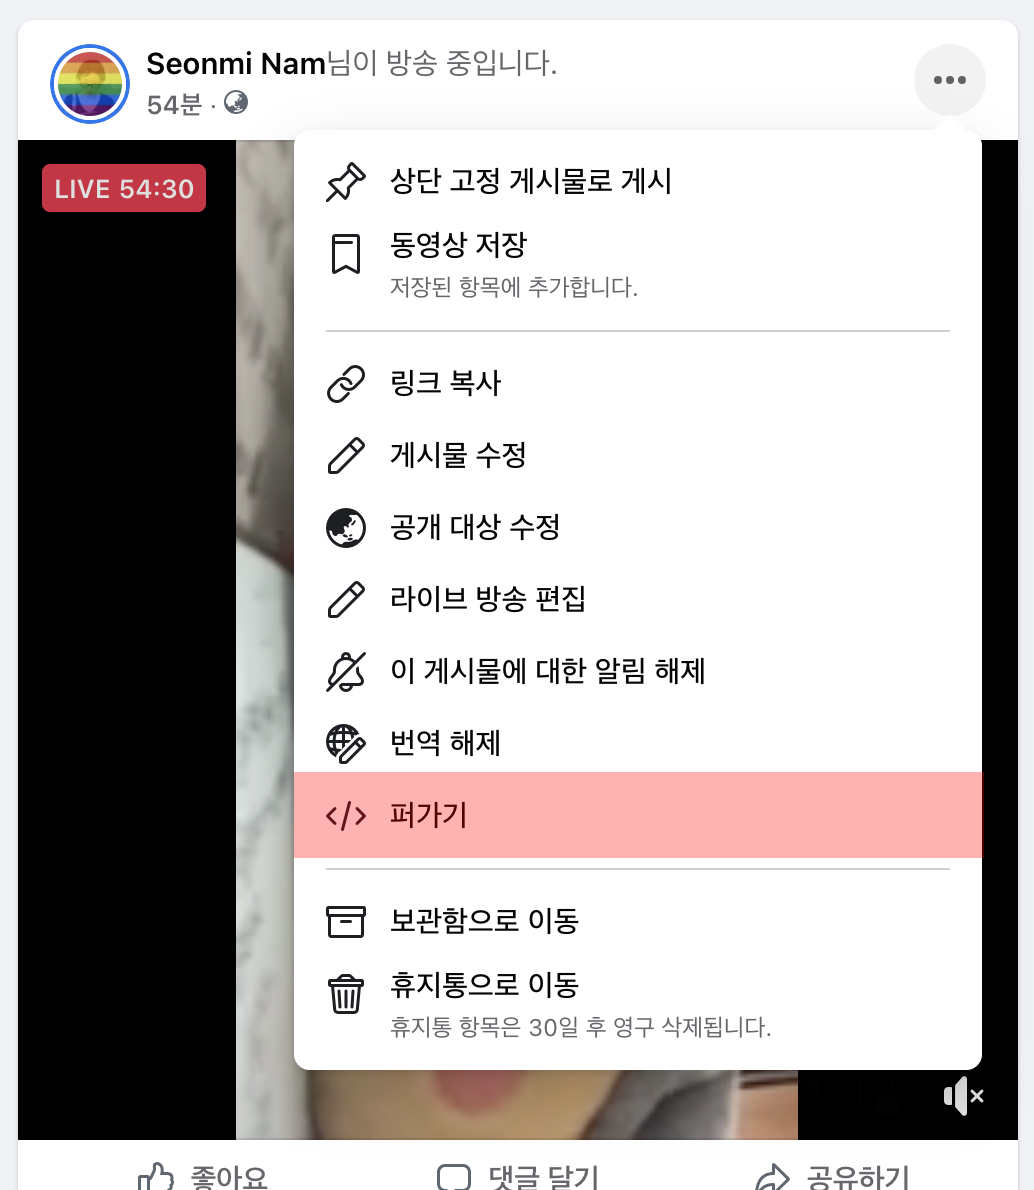 Seonmi Nam님이 방송 중입니다.
54분 ·
LIVE 54:30
상단 고정 게시물로 게시
동영상 저장
저장된 항목에 추가합니다.
링크 복사
게시물 수정
공개 대상 수정
라이브 방송 편집
이 게시물에 대한 알림 해제
번역 해제
퍼가기
보관함으로 이동
휴지통으로 이동
휴지통 항목은 30일 후 영구 삭제됩니다.
좋아요 댓글 달기 공유하기